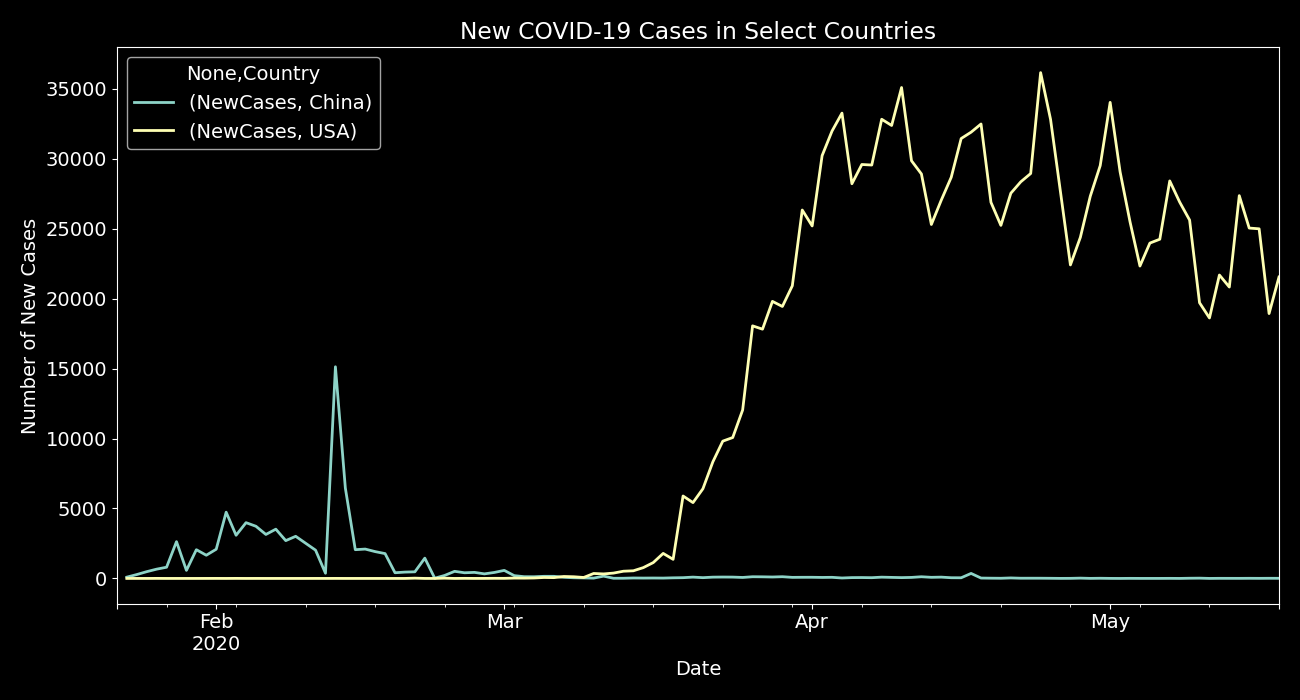 New COVID-19 Cases in Select Countries
None,Country
(NewCases, China)
(NewCases, USA)
Number of New Cases
35000
30000
25000
20000
15000
10000
5000
0
Feb
2020
Mar
Apr
May
Date